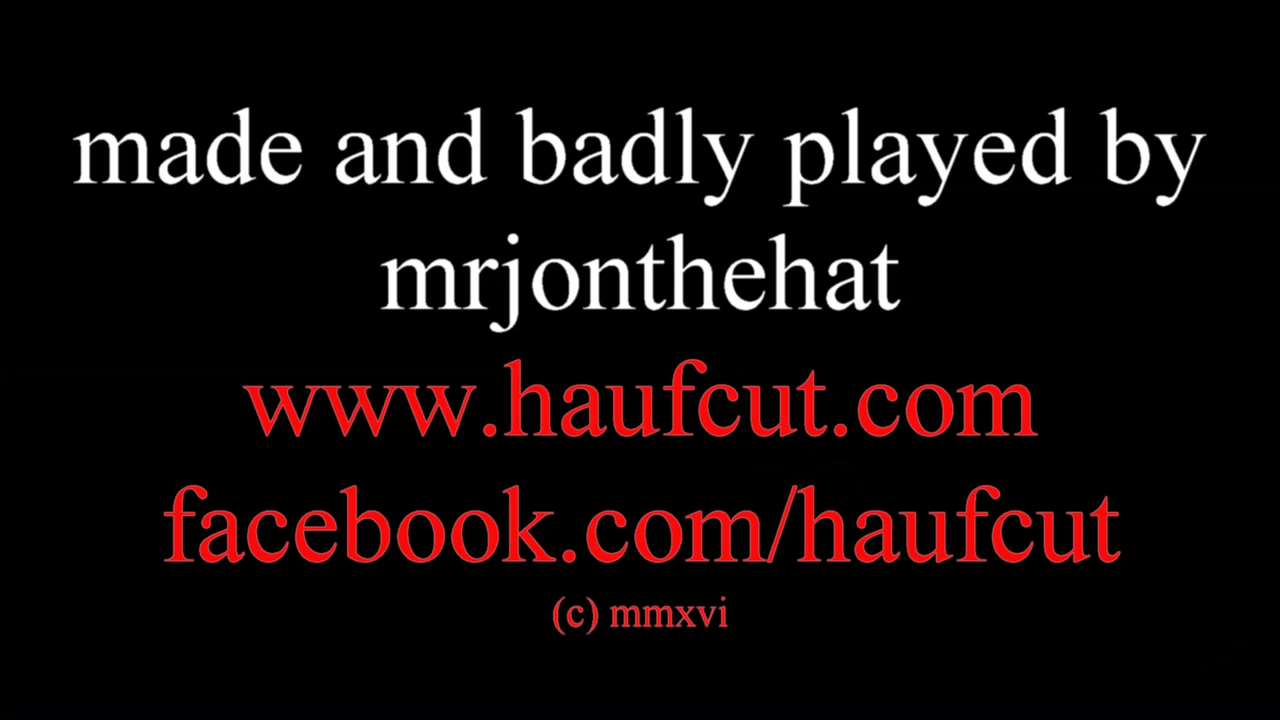 made and badly played by
mrjonthehat
www.haufcut.com
facebook.com/haufcut
(c) mmxvi